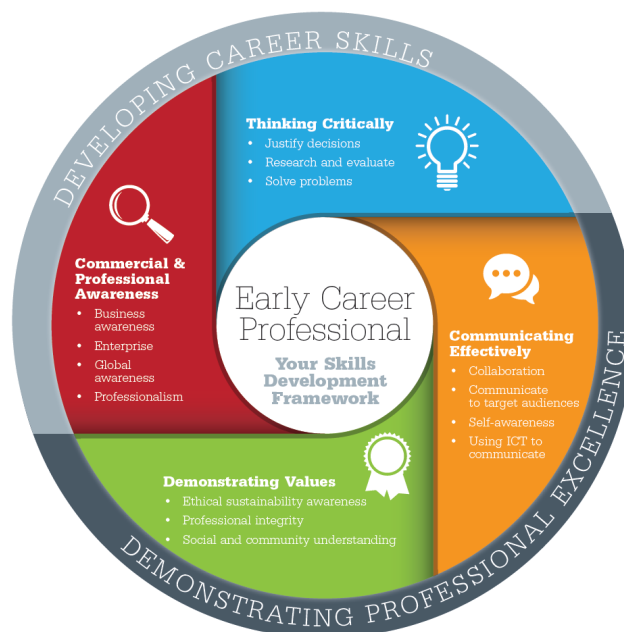 DEVELOPING CAREER SKILLS
Thinking Critically
• Justify decisions
• Research and evaluate
• Solve problems
Commercial &
Professional
Awareness
• Business
awareness
• Enterprise
• Global
awareness
• Professionalism
Early Career
Professional
Your Skills
Development
Framework
Communicating
Effectively
• Collaboration
• Communicate
to target audiences
• Self-awareness
• Using ICT to
communicate
Demonstrating Values
• Ethical sustainability awareness
• Professional integrity
• Social and community understanding
DEMONSTRATING PROFESSIONAL EXCELLENCE